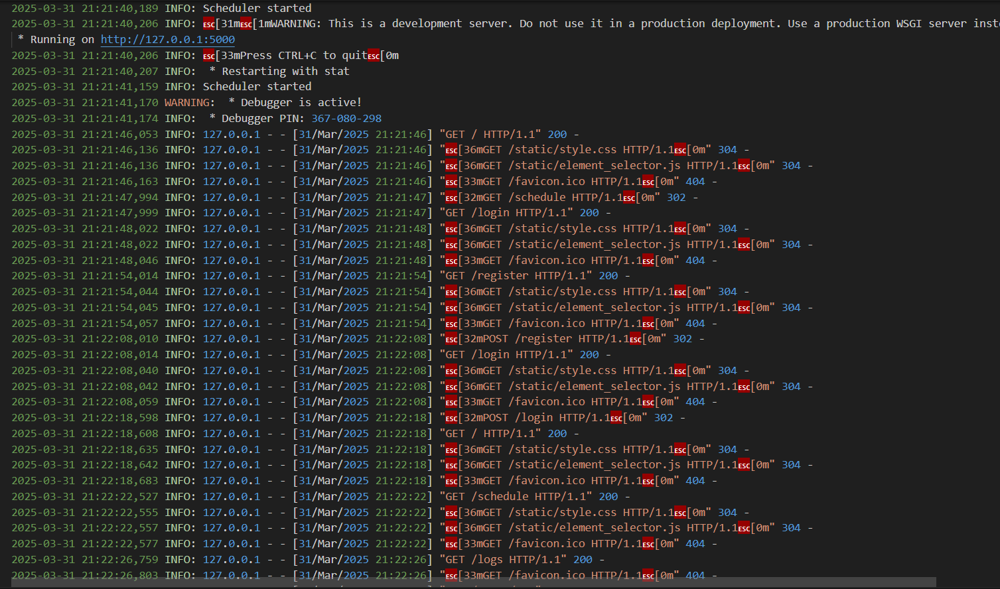 2025-03-31 21:21:40,189 INFO: Scheduler started
2025-03-31 21:21:40,206 INFO: ESC[31mESC[1mWARNING: This is a development server. Do not use it in a production deployment. Use a production WSGI server inst
* Running on http://127.0.0.1:5000
2025-03-31 21:21:40,206 INFO: ESC[33mPress CTRL+C to quitESC[0m
2025-03-31 21:21:40,207 INFO:  * Restarting with stat
2025-03-31 21:21:41,159 INFO: Scheduler started
2025-03-31 21:21:41,170 WARNING:  * Debugger is active!
2025-03-31 21:21:41,174 INFO:  * Debugger PIN: 367-080-298
2025-03-31 21:21:46,053 INFO: 127.0.0.1 - - [31/Mar/2025 21:21:46] "GET / HTTP/1.1" 200 -
2025-03-31 21:21:46,136 INFO: 127.0.0.1 - - [31/Mar/2025 21:21:46] "ESC[36mGET /static/style.css HTTP/1.1ESC[0m" 304 -
2025-03-31 21:21:46,136 INFO: 127.0.0.1 - - [31/Mar/2025 21:21:46] "ESC[36mGET /static/element_selector.js HTTP/1.1ESC[0m" 304 -
2025-03-31 21:21:46,163 INFO: 127.0.0.1 - - [31/Mar/2025 21:21:46] "ESC[33mGET /favicon.ico HTTP/1.1ESC[0m" 404 -
2025-03-31 21:21:47,994 INFO: 127.0.0.1 - - [31/Mar/2025 21:21:47] "ESC[32mGET /schedule HTTP/1.1ESC[0m" 302 -
2025-03-31 21:21:47,999 INFO: 127.0.0.1 - - [31/Mar/2025 21:21:47] "GET /login HTTP/1.1" 200 -
2025-03-31 21:21:48,022 INFO: 127.0.0.1 - - [31/Mar/2025 21:21:48] "ESC[36mGET /static/style.css HTTP/1.1ESC[0m" 304 -
2025-03-31 21:21:48,022 INFO: 127.0.0.1 - - [31/Mar/2025 21:21:48] "ESC[36mGET /static/element_selector.js HTTP/1.1ESC[0m" 304 -
2025-03-31 21:21:48,046 INFO: 127.0.0.1 - - [31/Mar/2025 21:21:48] "ESC[33mGET /favicon.ico HTTP/1.1ESC[0m" 404 -
2025-03-31 21:21:54,014 INFO: 127.0.0.1 - - [31/Mar/2025 21:21:54] "GET /register HTTP/1.1" 200 -
2025-03-31 21:21:54,044 INFO: 127.0.0.1 - - [31/Mar/2025 21:21:54] "ESC[36mGET /static/style.css HTTP/1.1ESC[0m" 304 -
2025-03-31 21:21:54,045 INFO: 127.0.0.1 - - [31/Mar/2025 21:21:54] "ESC[36mGET /static/element_selector.js HTTP/1.1ESC[0m" 304 -
2025-03-31 21:21:54,057 INFO: 127.0.0.1 - - [31/Mar/2025 21:21:54] "ESC[33mGET /favicon.ico HTTP/1.1ESC[0m" 404 -
2025-03-31 21:22:08,010 INFO: 127.0.0.1 - - [31/Mar/2025 21:22:08] "ESC[32mPOST /register HTTP/1.1ESC[0m" 302 -
2025-03-31 21:22:08,014 INFO: 127.0.0.1 - - [31/Mar/2025 21:22:08] "GET /login HTTP/1.1" 200 -
2025-03-31 21:22:08,040 INFO: 127.0.0.1 - - [31/Mar/2025 21:22:08] "ESC[36mGET /static/style.css HTTP/1.1ESC[0m" 304 -
2025-03-31 21:22:08,042 INFO: 127.0.0.1 - - [31/Mar/2025 21:22:08] "ESC[36mGET /static/element_selector.js HTTP/1.1ESC[0m" 304 -
2025-03-31 21:22:08,059 INFO: 127.0.0.1 - - [31/Mar/2025 21:22:08] "ESC[33mGET /favicon.ico HTTP/1.1ESC[0m" 404 -
2025-03-31 21:22:18,598 INFO: 127.0.0.1 - - [31/Mar/2025 21:22:18] "ESC[32mPOST /login HTTP/1.1ESC[0m" 302 -
2025-03-31 21:22:18,608 INFO: 127.0.0.1 - - [31/Mar/2025 21:22:18] "GET / HTTP/1.1" 200 -
2025-03-31 21:22:18,635 INFO: 127.0.0.1 - - [31/Mar/2025 21:22:18] "ESC[36mGET /static/style.css HTTP/1.1ESC[0m" 304 -
2025-03-31 21:22:18,642 INFO: 127.0.0.1 - - [31/Mar/2025 21:22:18] "ESC[36mGET /static/element_selector.js HTTP/1.1ESC[0m" 304 -
2025-03-31 21:22:18,683 INFO: 127.0.0.1 - - [31/Mar/2025 21:22:18] "ESC[33mGET /favicon.ico HTTP/1.1ESC[0m" 404 -
2025-03-31 21:22:22,527 INFO: 127.0.0.1 - - [31/Mar/2025 21:22:22] "GET /schedule HTTP/1.1" 200 -
2025-03-31 21:22:22,555 INFO: 127.0.0.1 - - [31/Mar/2025 21:22:22] "ESC[36mGET /static/style.css HTTP/1.1ESC[0m" 304 -
2025-03-31 21:22:22,557 INFO: 127.0.0.1 - - [31/Mar/2025 21:22:22] "ESC[36mGET /static/element_selector.js HTTP/1.1ESC[0m" 304 -
2025-03-31 21:22:22,577 INFO: 127.0.0.1 - - [31/Mar/2025 21:22:22] "ESC[33mGET /favicon.ico HTTP/1.1ESC[0m" 404 -
2025-03-31 21:22:26,759 INFO: 127.0.0.1 - - [31/Mar/2025 21:22:26] "GET /logs HTTP/1.1" 200 -
2025-03-31 21:22:26,803 INFO: 127.0.0.1 - - [31/Mar/2025 21:22:26] "ESC[33mGET /favicon.ico HTTP/1.1ESC[0m" 404 -